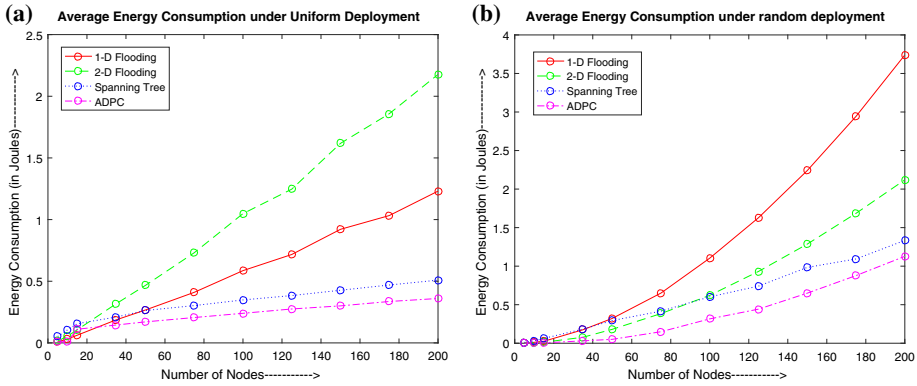 (a)
Average Energy Consumption under Uniform Deployment
Energy Consumption (in Joules)----------->
2.5
2
1.5
1
0.5
0
1-D Flooding
2-D Flooding
Spanning Tree
ADPC
0 20 40 60 80 100 120 140 160 180 200
Number of Nodes----------->
(b)
Average Energy Consumption under random deployment
Energy Consumption (in Joules)----------->
4
3.5
3
2.5
2
1.5
1
0.5
0
1-D Flooding
2-D Flooding
Spanning Tree
ADPC
0 20 40 60 80 100 120 140 160 180 200
Number of Nodes----------->